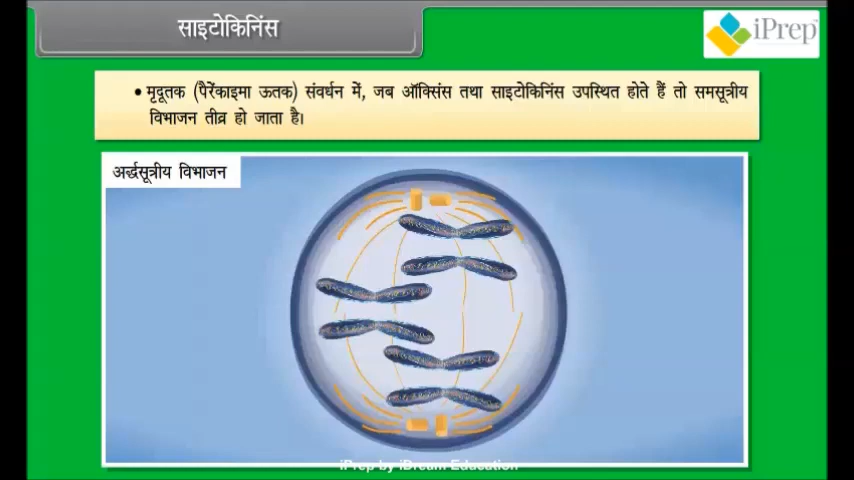 साइटोकिनिंस
iPrep
• मृदूतक (पैरेंकाइमा ऊतक) संवर्धन में, जब ऑक्सिंस तथा साइटोकिनिंस उपस्थित होते हैं तो समसूत्रीय
विभाजन तीव्र हो जाता है।
अर्द्धसूत्रीय विभाजन
iPrep by iDream Education